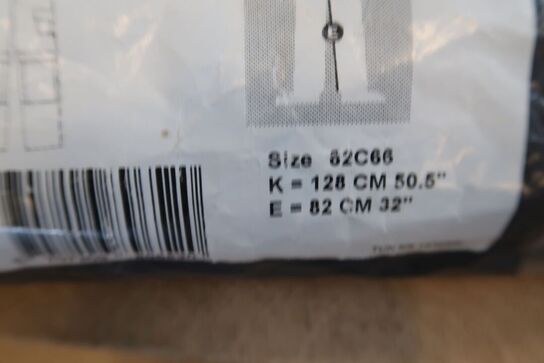 B
Size 82C66
K = 128 CM 50.5"
E = 82 CM 32"